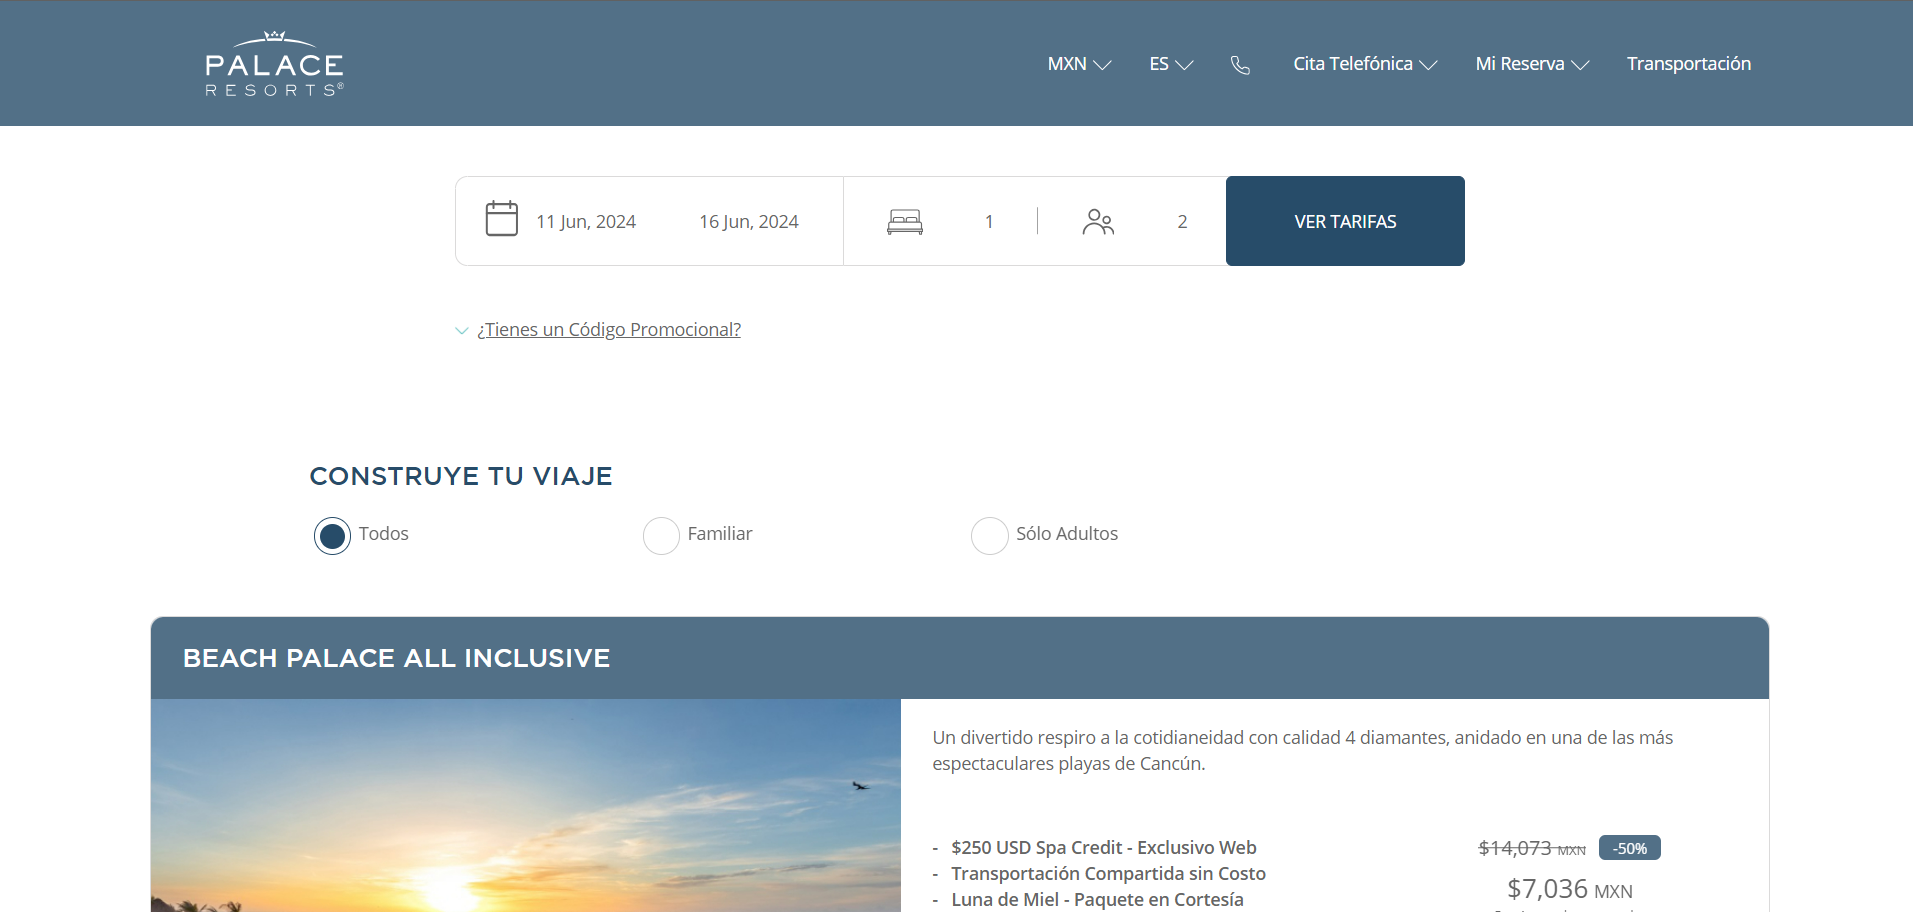 PALACE
RESORTS®
MXN
ES
Cita Telefónica
Mi Reserva
Transportación
11 Jun, 2024
16 Jun, 2024
1
2
VER TARIFAS
¿Tienes un Código Promocional?
CONSTRUYE TU VIAJE
Todos
Familiar
Sólo Adultos
BEACH PALACE ALL INCLUSIVE
Un divertido respiro a la cotidianeidad con calidad 4 diamantes, anidado en una de las más
espectaculares playas de Cancún.
- $250 USD Spa Credit - Exclusivo Web
- Transportación Compartida sin Costo
- Luna de Miel - Paquete en Cortesía
$14,073 MXN
-50%
$7,036 MXN